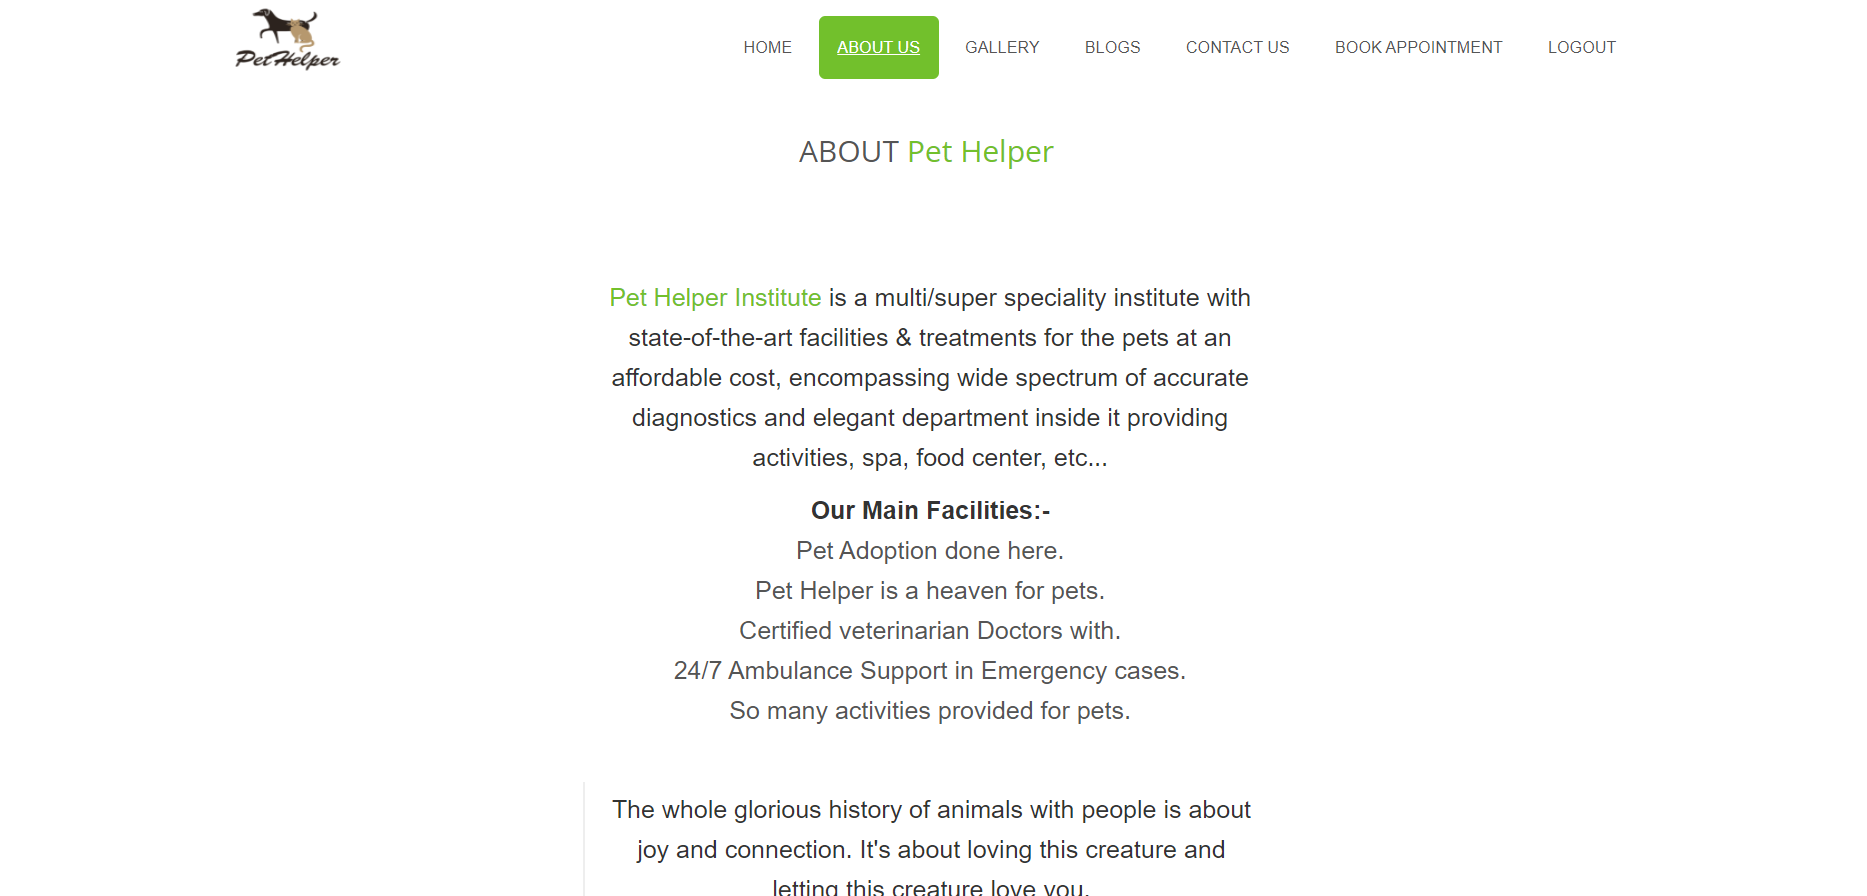 Pet Helper
HOME
ABOUT US
GALLERY
BLOGS
CONTACT US
BOOK APPOINTMENT
LOGOUT
ABOUT Pet Helper
Pet Helper Institute is a multi/super speciality institute with
state-of-the-art facilities & treatments for the pets at an
affordable cost, encompassing wide spectrum of accurate
diagnostics and elegant department inside it providing
activities, spa, food center, etc...
Our Main Facilities:-
Pet Adoption done here.
Pet Helper is a heaven for pets.
Certified veterinarian Doctors with.
24/7 Ambulance Support in Emergency cases.
So many activities provided for pets.
The whole glorious history of animals with people is about
joy and connection. It's about loving this creature and
letting this creature love you.